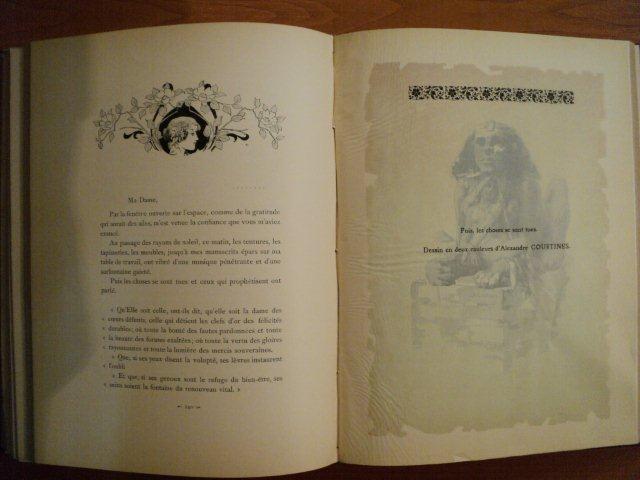 Ma Dame,
Par la fenêtre ouverte sur l'espace, comme de la gratitude
qui aurait des ailes, m'est venue la confiance que vous m'aviez
exaucé.
Au passage des rayons de soleil, ce matin, les tentures, les
tapisseries, les meubles, jusqu'à mes manuscrits épars sur ma
table de travail, ont vibré d'une musique pénétrante et d'une
surhumaine gaieté.
Puis les choses se sont tues et ceux qui prophétisent ont
parlé.
« Qu'Elle soit celle, ont-ils dit, qu'elle soit la dame des
« cœurs défunts, celle qui détient les clefs d'or des félicités
« durables; où toute la bonté des fautes pardonnées et toute
« la beauté des formes exaltées; où toute la vertu des gloires
« rayonnantes et toute la lumière des mercis souveraines.
« Que, si ses yeux disent la volupté, ses lèvres instaurent
« l'oubli
« Et que, si ses genoux sont le refuge du bien-être, ses
« seins soient la fontaine du renouveau vital. »
Puis, les choses se sont tues.
Dessin en deux couleurs d'Alexandre COURTINES.